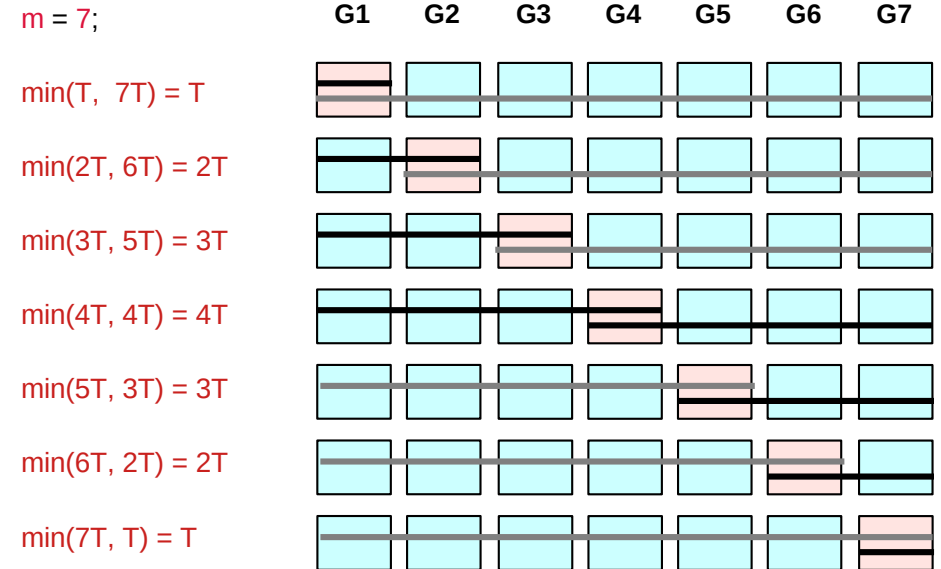 m = 7;
G1 G2 G3 G4 G5 G6 G7
min(T, 7T) = T
min(2T, 6T) = 2T
min(3T, 5T) = 3T
min(4T, 4T) = 4T
min(5T, 3T) = 3T
min(6T, 2T) = 2T
min(7T, T) = T